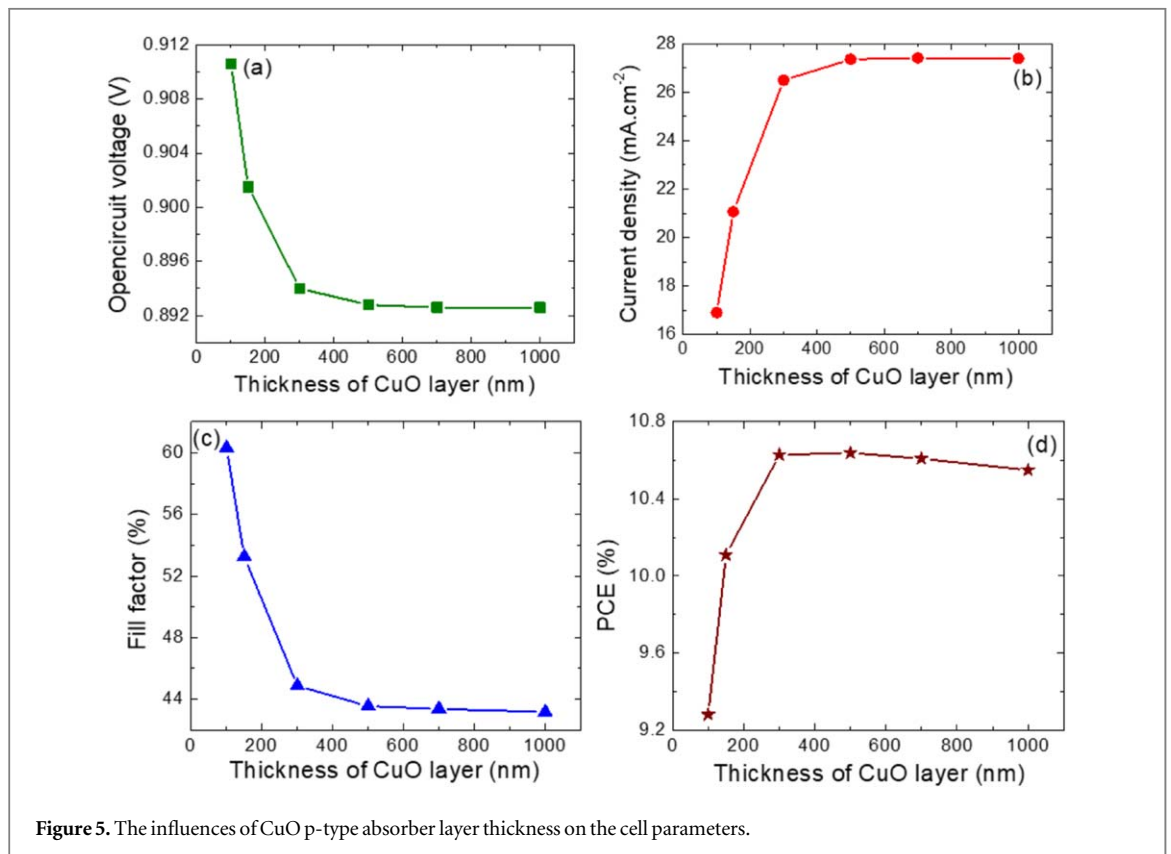 0.912
0.908
0.904
0.900
0.896
0.892
Opencircuit voltage (V)
(a)
0 200 400 600 800 1000
Thickness of CuO layer (nm)
28
26
24
22
20
18
16
Current density (mA.cm⁻²)
(b)
0 200 400 600 800 1000
Thickness of CuO layer (nm)
60
56
52
48
44
Fill factor (%)
(c)
0 200 400 600 800 1000
Thickness of CuO layer (nm)
10.8
10.4
10.0
9.6
9.2
PCE (%)
(d)
0 200 400 600 800 1000
Thickness of CuO layer (nm)
Figure 5. The influences of CuO p-type absorber layer thickness on the cell parameters.